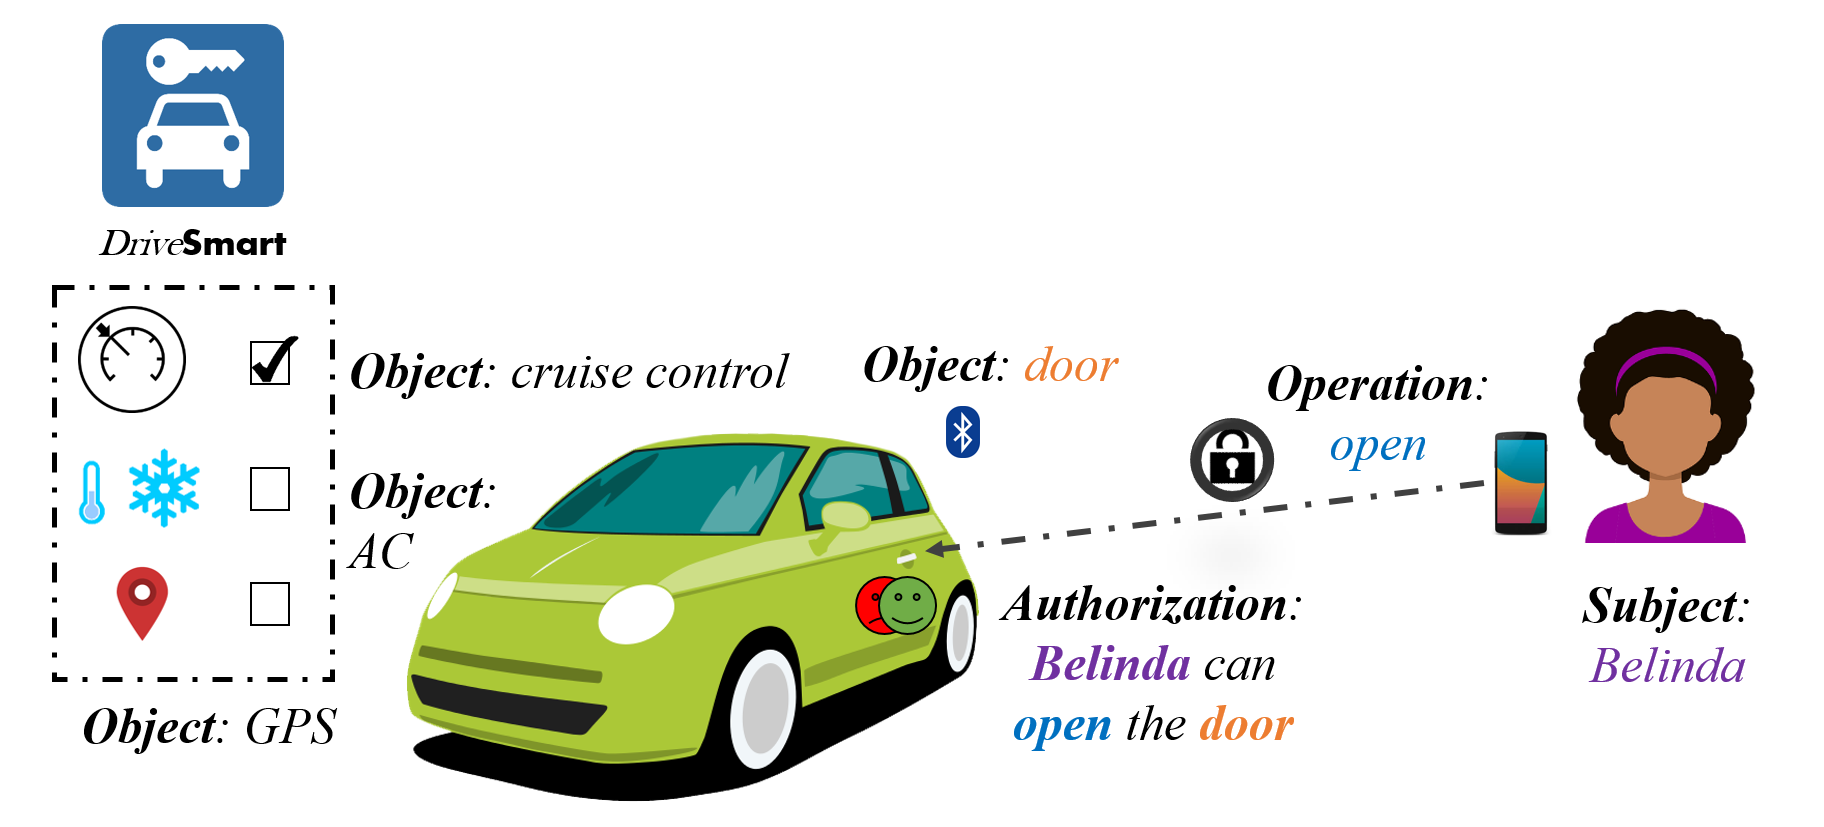 DriveSmart
Object: cruise control
Object:
AC
Object: GPS
Object: door
Operation:
open
Authorization:
Belinda can
open the door
Subject:
Belinda